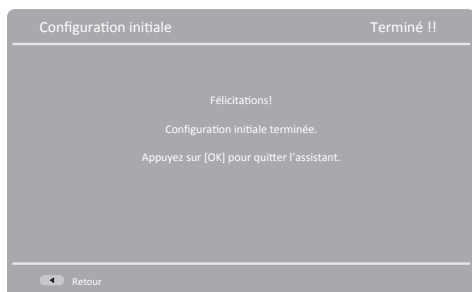 Configuration initiale Terminé !!
Félicitations!
Configuration initiale terminée.
Appuyez sur [OK] pour quitter l’assistant.
Retour